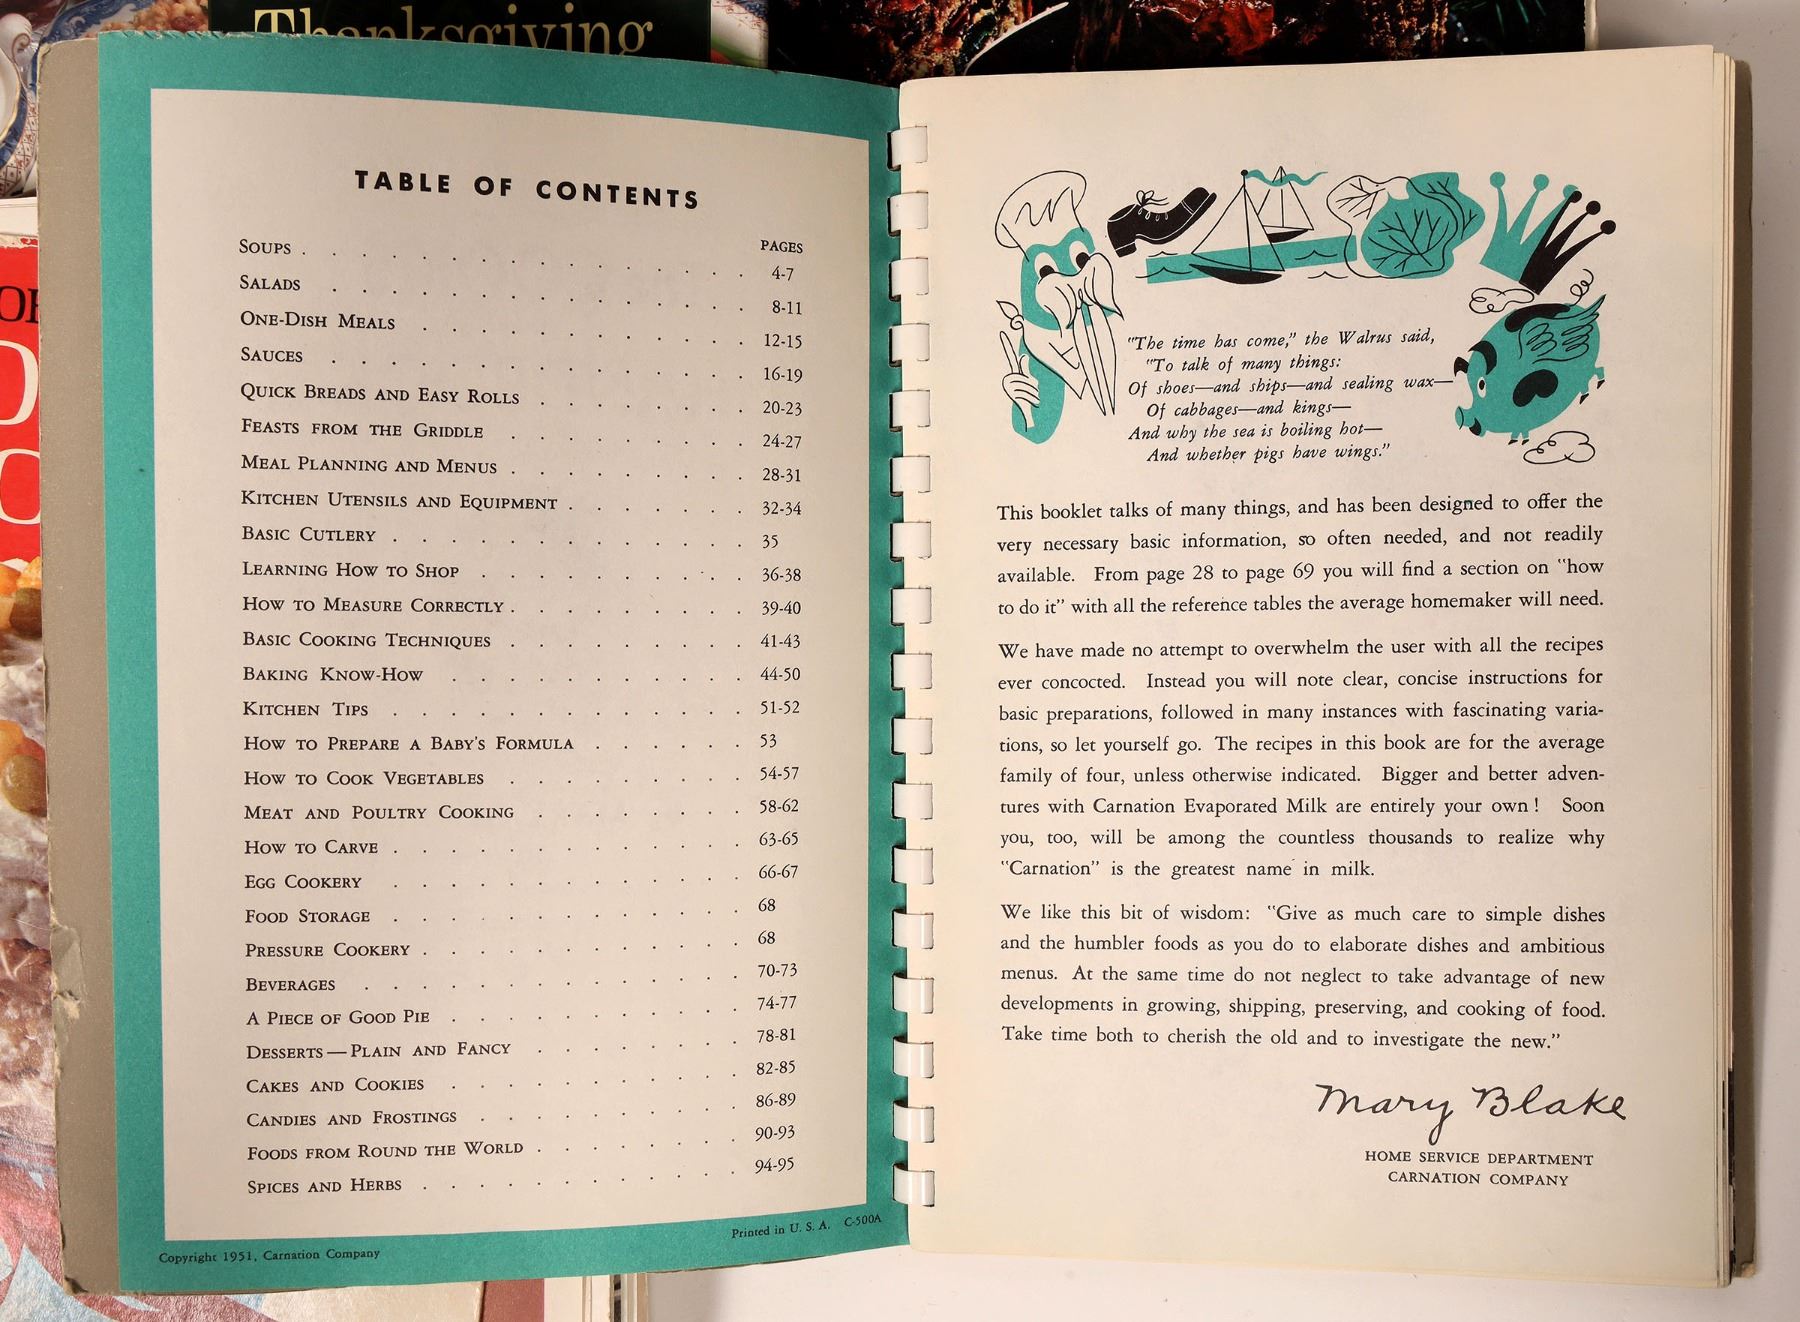 Thanksgiving
TABLE OF CONTENTS
PAGES
SOUPS . . . . . . . . . . . . . . . . 4-7
SALADS . . . . . . . . . . . . . . . 8-11
ONE-DISH MEALS . . . . . . . . . . . . 12-15
SAUCES . . . . . . . . . . . . . . . 16-19
QUICK BREADS AND EASY ROLLS . . . . . . . . 20-23
FEASTS FROM THE GRIDDLE . . . . . . . . . 24-27
MEAL PLANNING AND MENUS . . . . . . . . . 28-31
KITCHEN UTENSILS AND EQUIPMENT . . . . . . . 32-34
BASIC CUTLERY . . . . . . . . . . . . . 35
LEARNING HOW TO SHOP . . . . . . . . . . 36-38
HOW TO MEASURE CORRECTLY . . . . . . . . . 39-40
BASIC COOKING TECHNIQUES . . . . . . . . . 41-43
BAKING KNOW-HOW . . . . . . . . . . . 44-50
KITCHEN TIPS . . . . . . . . . . . . . 51-52
HOW TO PREPARE A BABY'S FORMULA . . . . . . 53
HOW TO COOK VEGETABLES . . . . . . . . . 54-57
MEAT AND POULTRY COOKING . . . . . . . . 58-62
HOW TO CARVE . . . . . . . . . . . . . 63-65
EGG COOKERY . . . . . . . . . . . . . 66-67
FOOD STORAGE . . . . . . . . . . . . . 68
PRESSURE COOKERY . . . . . . . . . . . . 68
BEVERAGES . . . . . . . . . . . . . . 70-73
A PIECE OF GOOD PIE . . . . . . . . . . . 74-77
DESSERTS — PLAIN AND FANCY . . . . . . . . 78-81
CAKES AND COOKIES . . . . . . . . . . . 82-85
CANDIES AND FROSTINGS . . . . . . . . . . 86-89
FOODS FROM ROUND THE WORLD . . . . . . . . 90-93
SPICES AND HERBS . . . . . . . . . . . . 94-95
Copyright 1951, Carnation Company
Printed in U. S. A. C-500A
"The time has come," the Walrus said,
"To talk of many things:
Of shoes—and ships—and sealing wax—
Of cabbages—and kings—
And why the sea is boiling hot—
And whether pigs have wings."
This booklet talks of many things, and has been designed to offer the
very necessary basic information, so often needed, and not readily
available. From page 28 to page 69 you will find a section on "how
to do it" with all the reference tables the average homemaker will need.
We have made no attempt to overwhelm the user with all the recipes
ever concocted. Instead you will note clear, concise instructions for
basic preparations, followed in many instances with fascinating varia-
tions, so let yourself go. The recipes in this book are for the average
family of four, unless otherwise indicated. Bigger and better adven-
tures with Carnation Evaporated Milk are entirely your own! Soon
you, too, will be among the countless thousands to realize why
"Carnation" is the greatest name in milk.
We like this bit of wisdom: "Give as much care to simple dishes
and the humbler foods as you do to elaborate dishes and ambitious
menus. At the same time do not neglect to take advantage of new
developments in growing, shipping, preserving, and cooking of food.
Take time both to cherish the old and to investigate the new."
Mary Blake
HOME SERVICE DEPARTMENT
CARNATION COMPANY